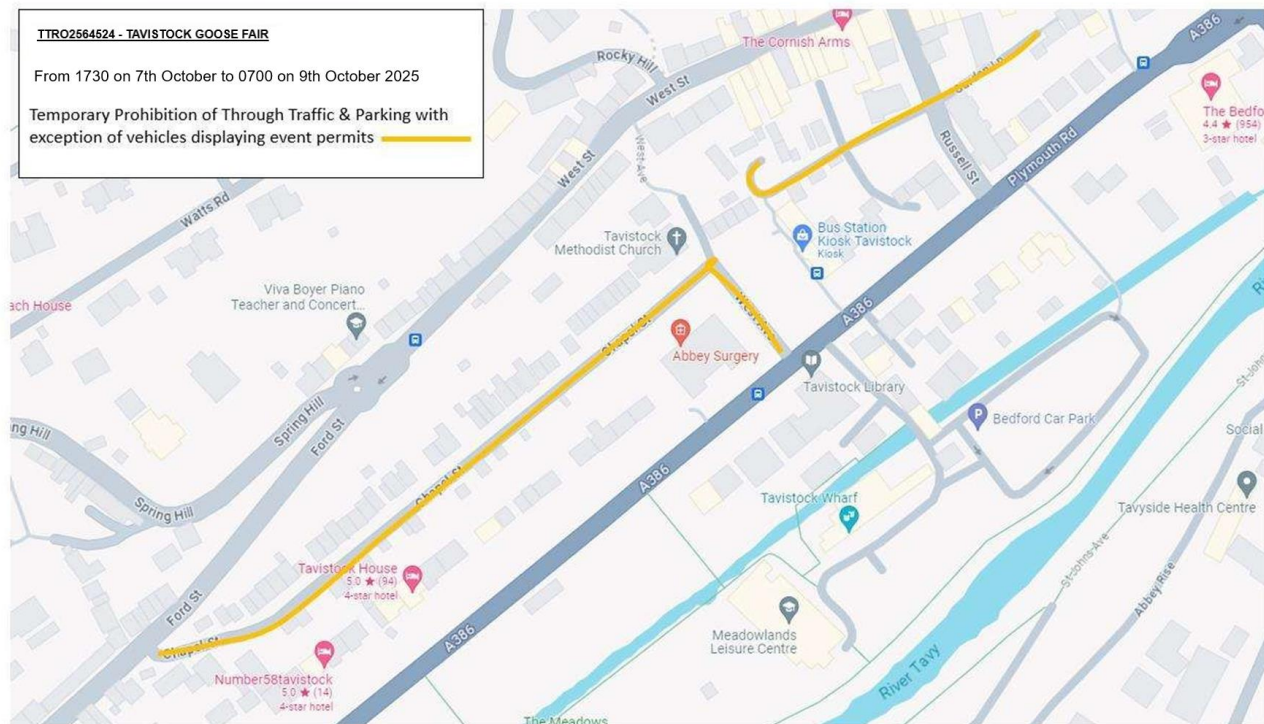 TTRO2564524 - TAVISTOCK GOOSE FAIR
From 1730 on 7th October to 0700 on 9th October 2025
Temporary Prohibition of Through Traffic & Parking with
exception of vehicles displaying event permits
The Cornish Arms
A386
Rocky Hill
West St
The Bedfo
4.4 ★ (954)
3-star hotel
West Ave
Russell St
Plymouth Rd
West St
Watts Rd
Tavistock
Methodist Church
Bus Station
Kiosk Tavistock
Kiosk
Viva Boyer Piano
Teacher and Concert...
ach House
A386
Chapel St
Abbey Surgery
Tavistock Library
Bedford Car Park
Spring Hill
Ford St
ng Hill
Social
Chapel St
A386
Tavistock Wharf
Tavyside Health Centre
Spring Hill
St-Johns-Ave
Abbey Rise
Tavistock House
5.0 ★ (94)
4-star hotel
Ford St
Chapel St
A386
Meadowlands
Leisure Centre
River Tavy
Number58tavistock
5.0 ★ (14)
4-star hotel
The Meadows